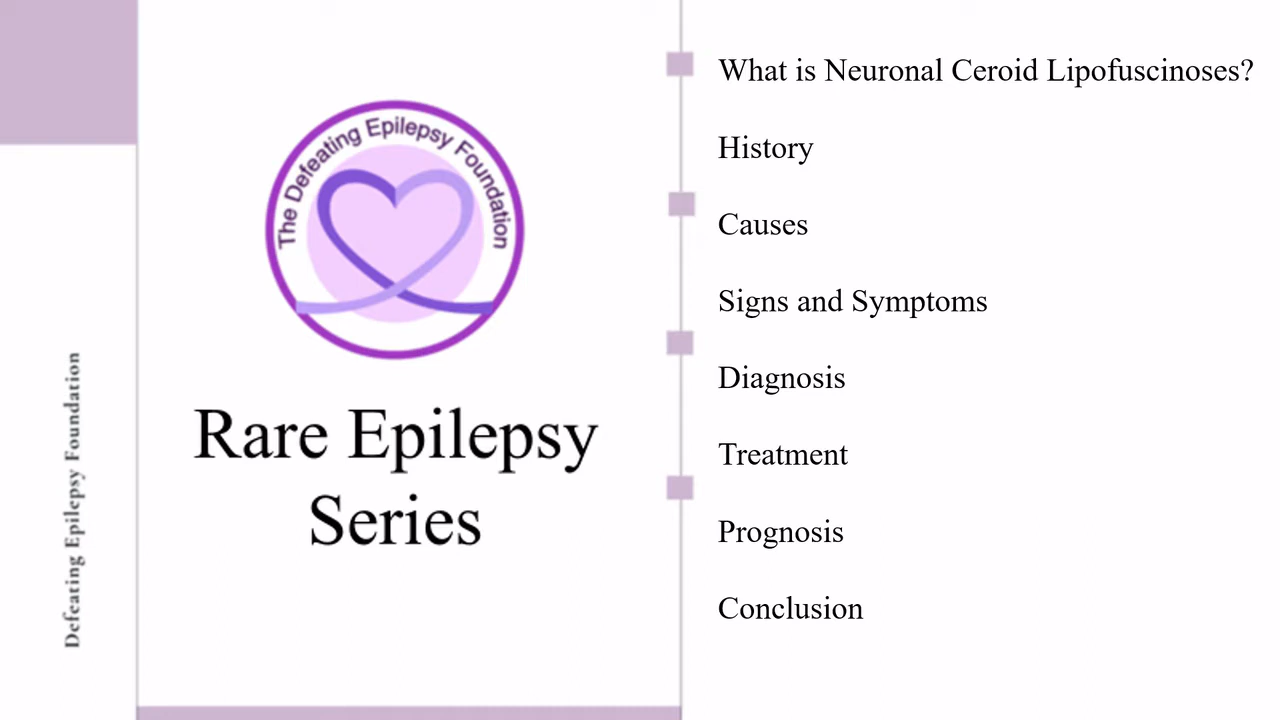 Defeating Epilepsy Foundation
The Defeating Epilepsy Foundation
Rare Epilepsy
Series
What is Neuronal Ceroid Lipofuscinoses?
History
Causes
Signs and Symptoms
Diagnosis
Treatment
Prognosis
Conclusion